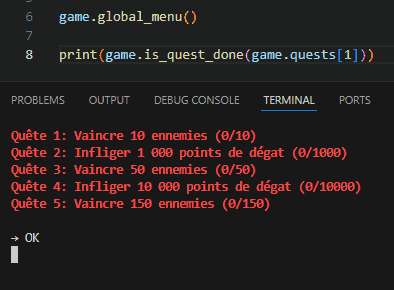 6 game.global_menu()
7
8 print(game.is_quest_done(game.quests[1]))
PROBLEMS OUTPUT DEBUG CONSOLE TERMINAL PORTS
Quête 1: Vaincre 10 ennemies (0/10)
Quête 2: Infliger 1 000 points de dégat (0/1000)
Quête 3: Vaincre 50 ennemies (0/50)
Quête 4: Infliger 10 000 points de dégat (0/10000)
Quête 5: Vaincre 150 ennemies (0/150)
→ OK